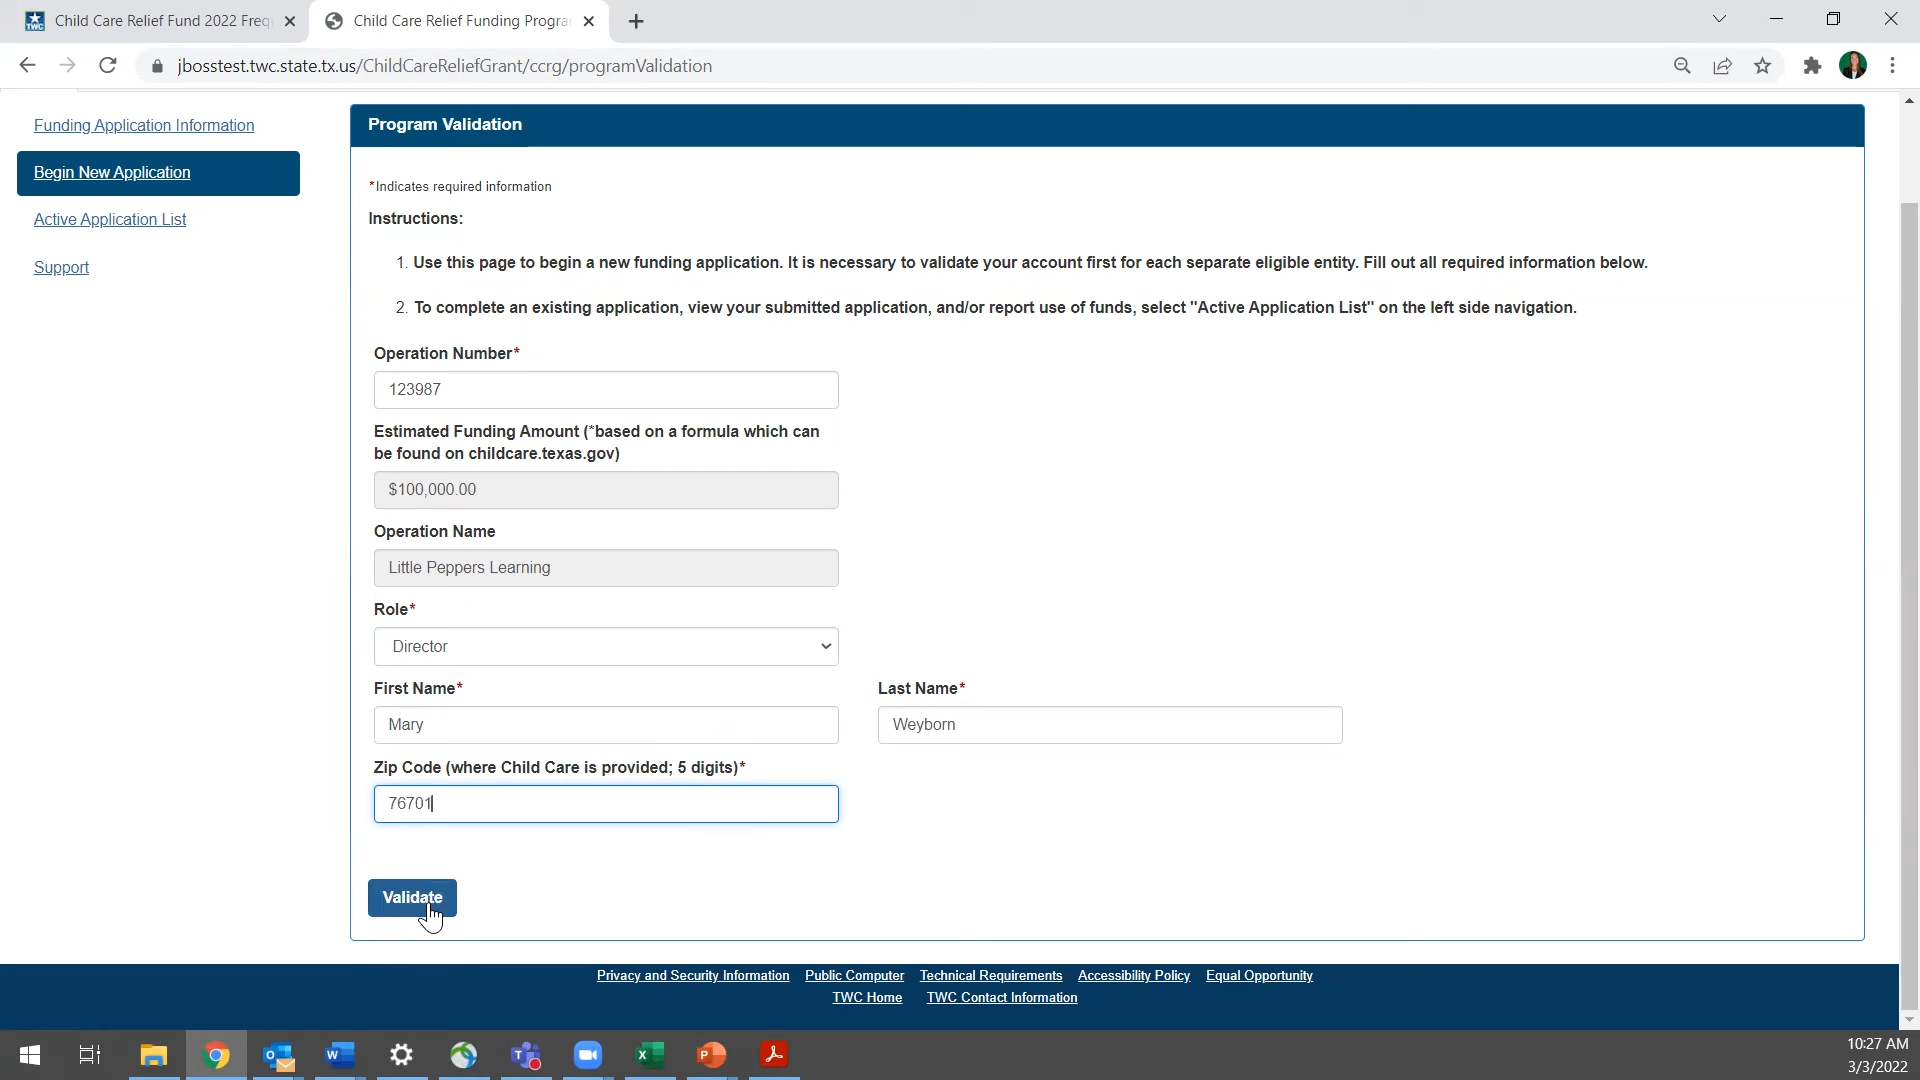 Child Care Relief Fund 2022 Freq
Child Care Relief Funding Progra
jbosstest.twc.state.tx.us/ChildCareReliefGrant/ccrg/programValidation
Funding Application Information
Begin New Application
Active Application List
Support
Program Validation
*Indicates required information
Instructions:
1. Use this page to begin a new funding application. It is necessary to validate your account first for each separate eligible entity. Fill out all required information below.
2. To complete an existing application, view your submitted application, and/or report use of funds, select "Active Application List" on the left side navigation.
Operation Number*
123987
Estimated Funding Amount (*based on a formula which can
be found on childcare.texas.gov)
$100,000.00
Operation Name
Little Peppers Learning
Role*
Director
First Name*
Last Name*
Mary
Weyborn
Zip Code (where Child Care is provided; 5 digits)*
76701
Validate
Privacy and Security Information Public Computer Technical Requirements Accessibility Policy Equal Opportunity
TWC Home TWC Contact Information
10:27 AM
3/3/2022